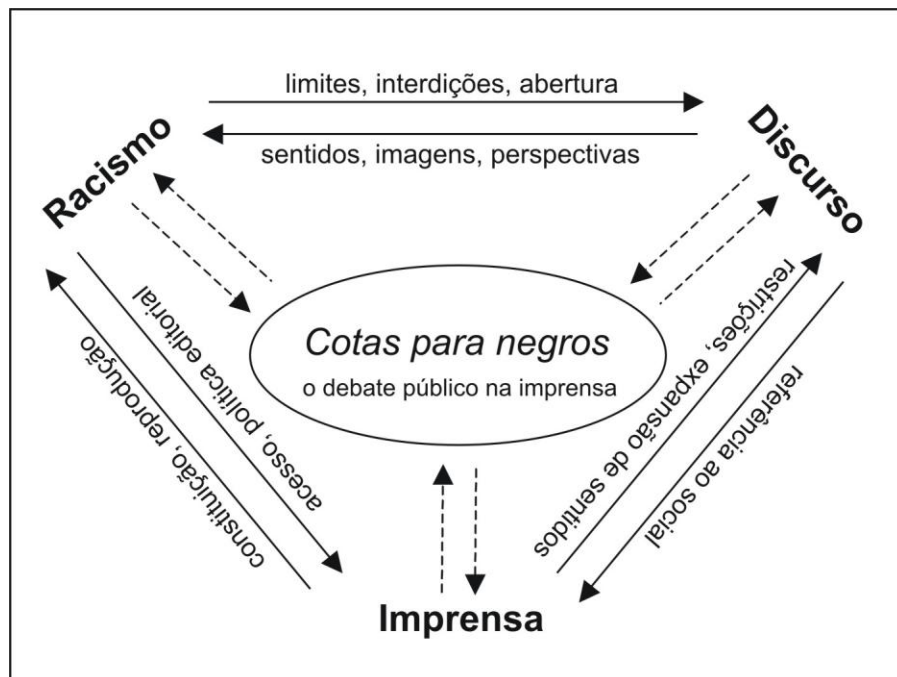 limites, interdições, abertura
sentidos, imagens, perspectivas
Racismo
Discurso
Cotas para negros
o debate público na imprensa
acesso, polítítica editorial
constituição, reprodução
restrições, expansão de sentidos
referência ao social
Imprensa